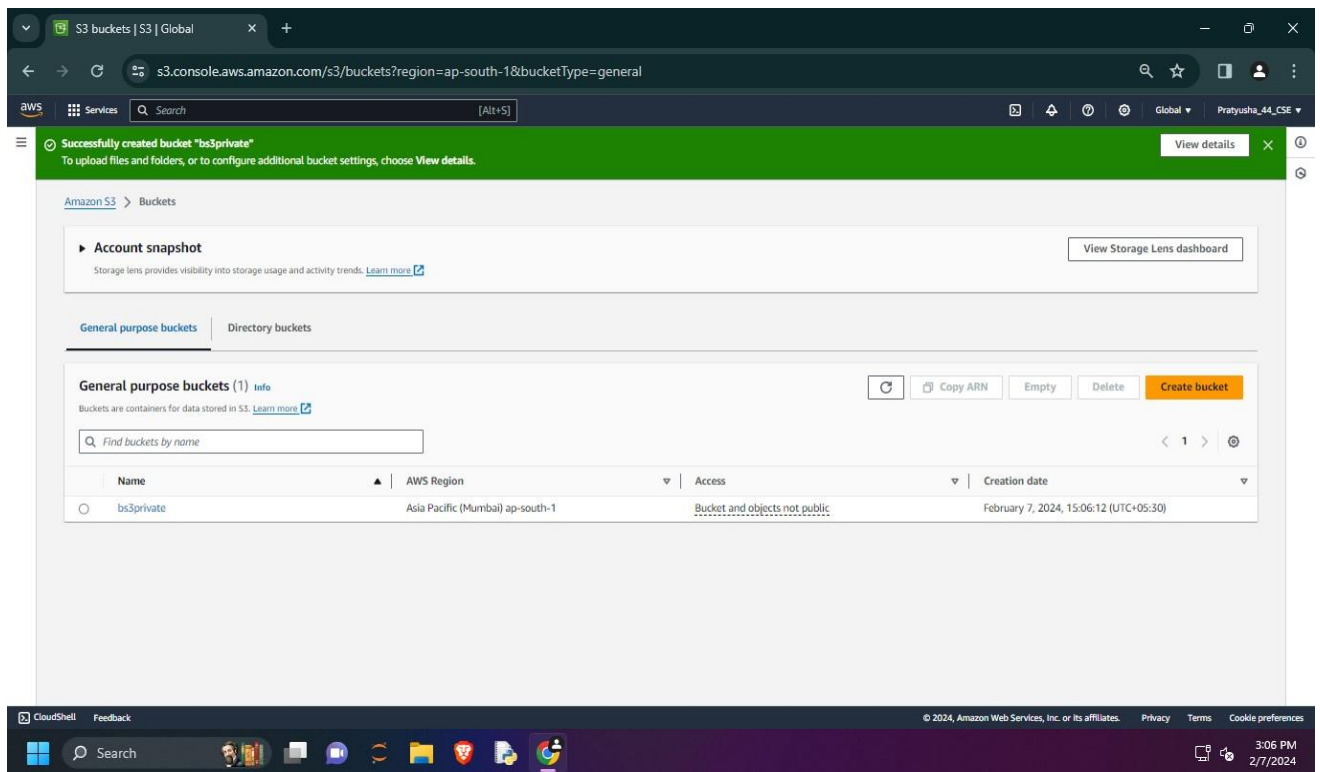 S3 buckets | S3 | Global
s3.console.aws.amazon.com/s3/buckets?region=ap-south-1&bucketType=general
aws Services Search [Alt+S] Global Pratyusha_44_CSE
Successfully created bucket "bs3private"
To upload files and folders, or to configure additional bucket settings, choose View details.
View details
Amazon S3 > Buckets
Account snapshot
View Storage Lens dashboard
Storage lens provides visibility into storage usage and activity trends. Learn more
General purpose buckets Directory buckets
General purpose buckets (1) Info
Copy ARN Empty Delete Create bucket
Buckets are containers for data stored in S3. Learn more
Find buckets by name
< 1 >
Name AWS Region Access Creation date
bs3private Asia Pacific (Mumbai) ap-south-1 Bucket and objects not public February 7, 2024, 15:06:12 (UTC+05:30)
CloudShell Feedback © 2024, Amazon Web Services, Inc. or its affiliates. Privacy Terms Cookie preferences
Search
3:06 PM
2/7/2024